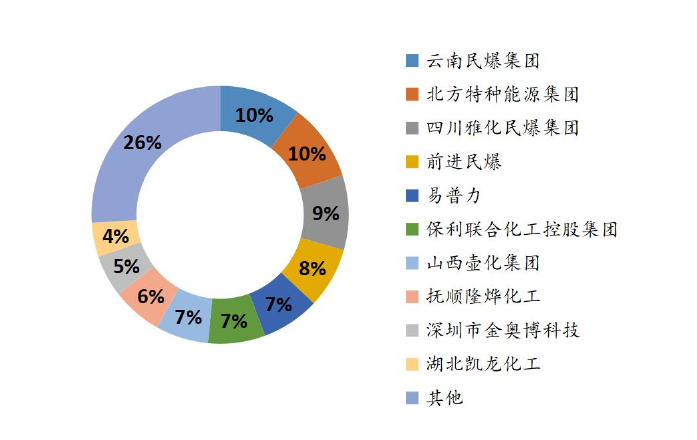 10%
10%
9%
8%
7%
7%
7%
6%
5%
4%
26%
云南民爆集团
北方特种能源集团
四川雅化民爆集团
前进民爆
易普力
保利联合化工控股集团
山西壶化集团
抚顺隆烨化工
深圳市金奥博科技
湖北凯龙化工
其他